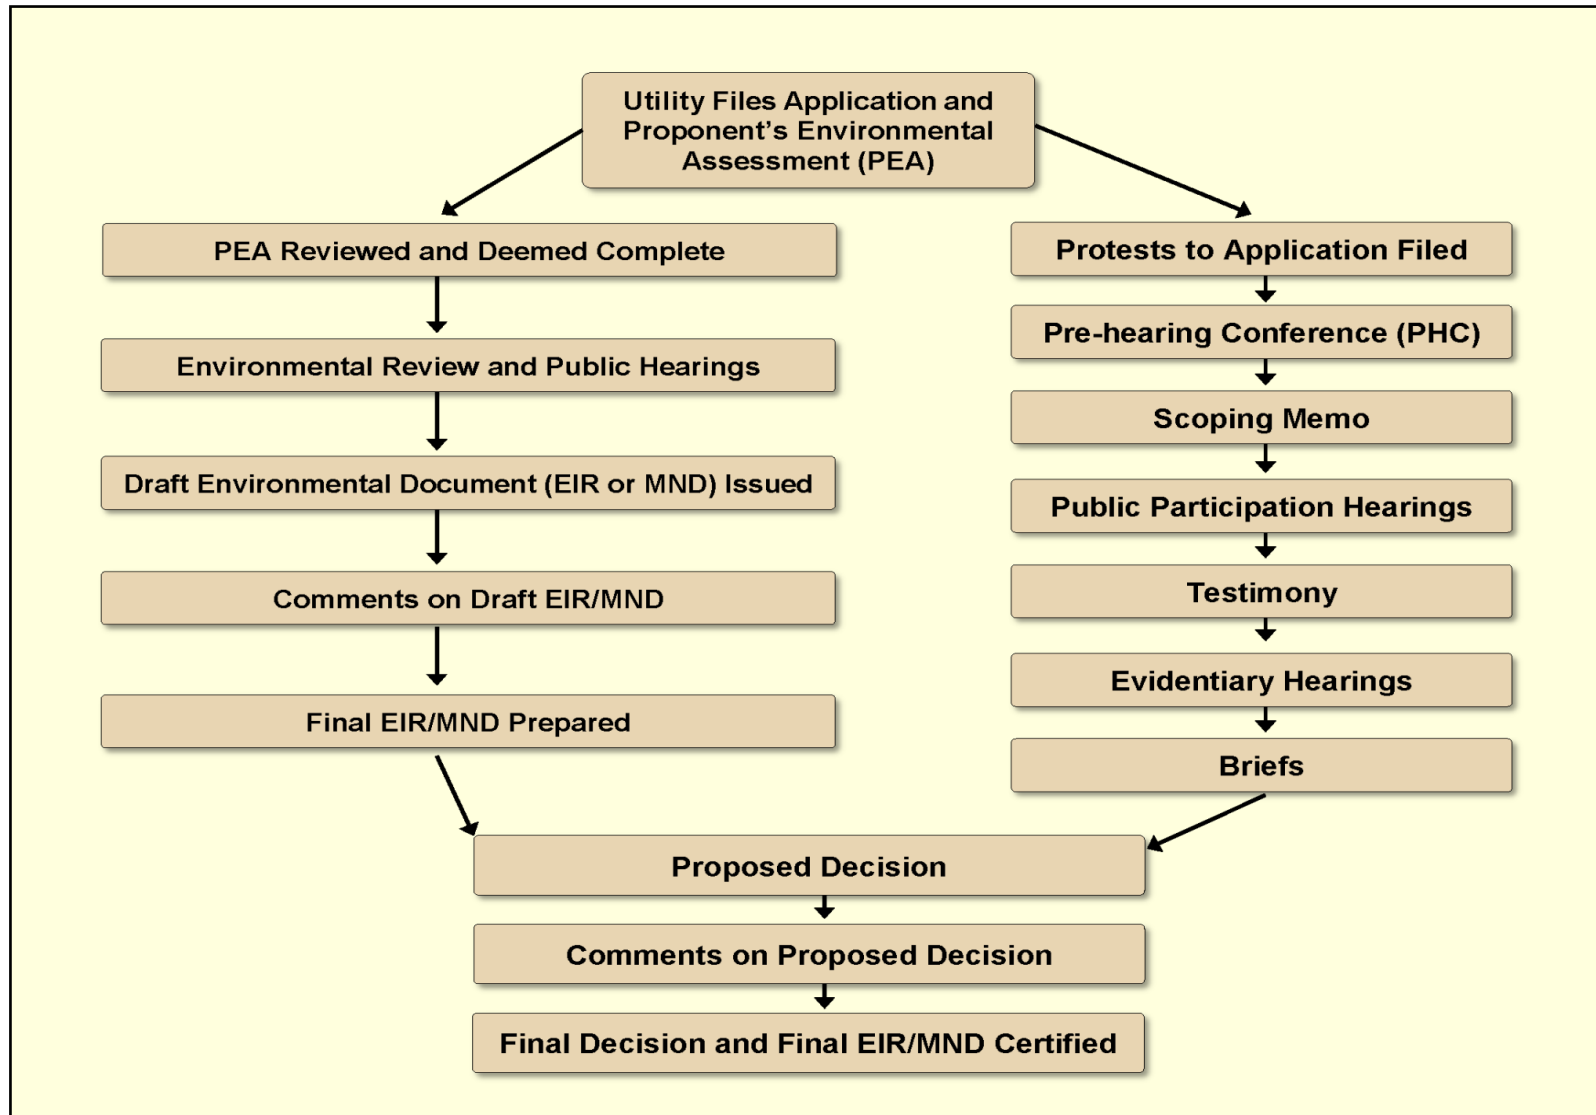 Utility Files Application and
Proponent's Environmental
Assessment (PEA)
PEA Reviewed and Deemed Complete
Environmental Review and Public Hearings
Draft Environmental Document (EIR or MND) Issued
Comments on Draft EIR/MND
Final EIR/MND Prepared
Protests to Application Filed
Pre-hearing Conference (PHC)
Scoping Memo
Public Participation Hearings
Testimony
Evidentiary Hearings
Briefs
Proposed Decision
Comments on Proposed Decision
Final Decision and Final EIR/MND Certified